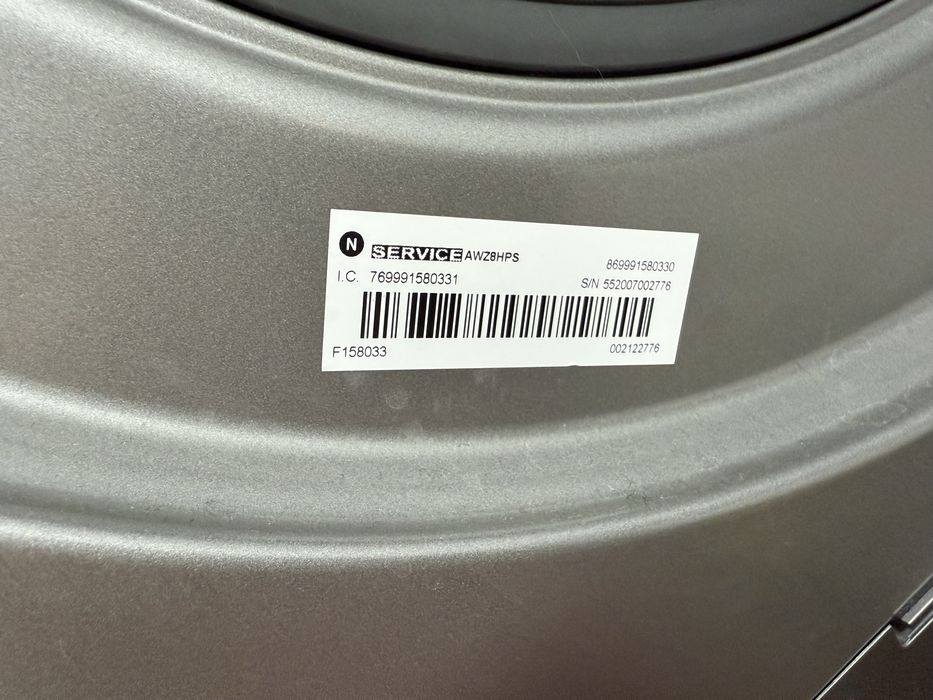 N SERVICE AWZ8HPS 869991580330
I.C. 769991580331 S/N 552007002776
F158033 002122776